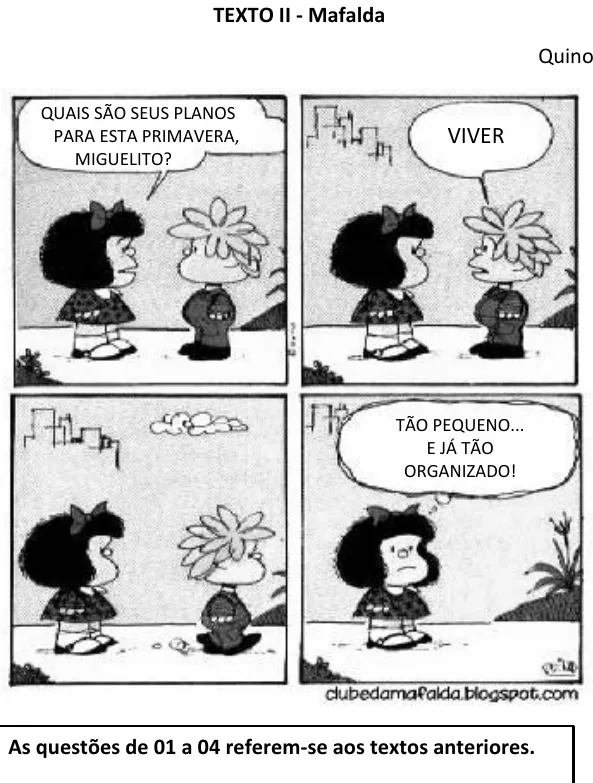 TEXTO II - Mafalda
Quino
QUAIS SÃO SEUS PLANOS
PARA ESTA PRIMAVERA,
MIGUELITO?
VIVER
TÃO PEQUENO...
E JÁ TÃO
ORGANIZADO!
clubedamafalda.blogspot.com
As questões de 01 a 04 referem-se aos textos anteriores.